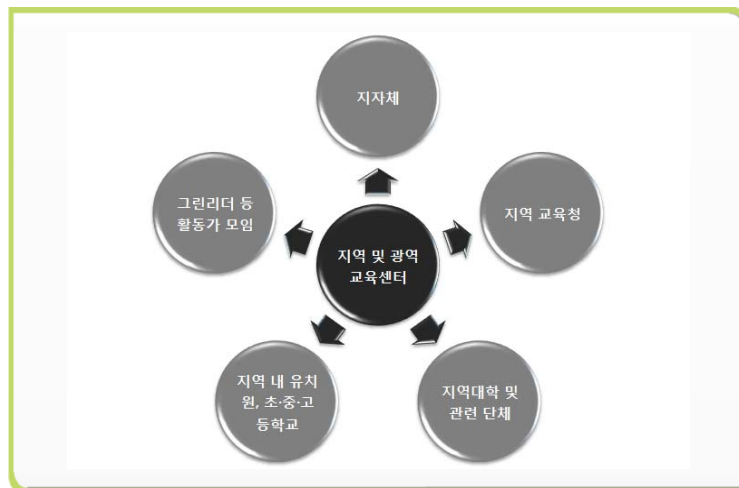 지자체
그린리더 등
활동가 모임
지역 교육청
지역 및 광역
교육센터
지역 내 유치
원, 초·중·고
등학교
지역대학 및
관련 단체